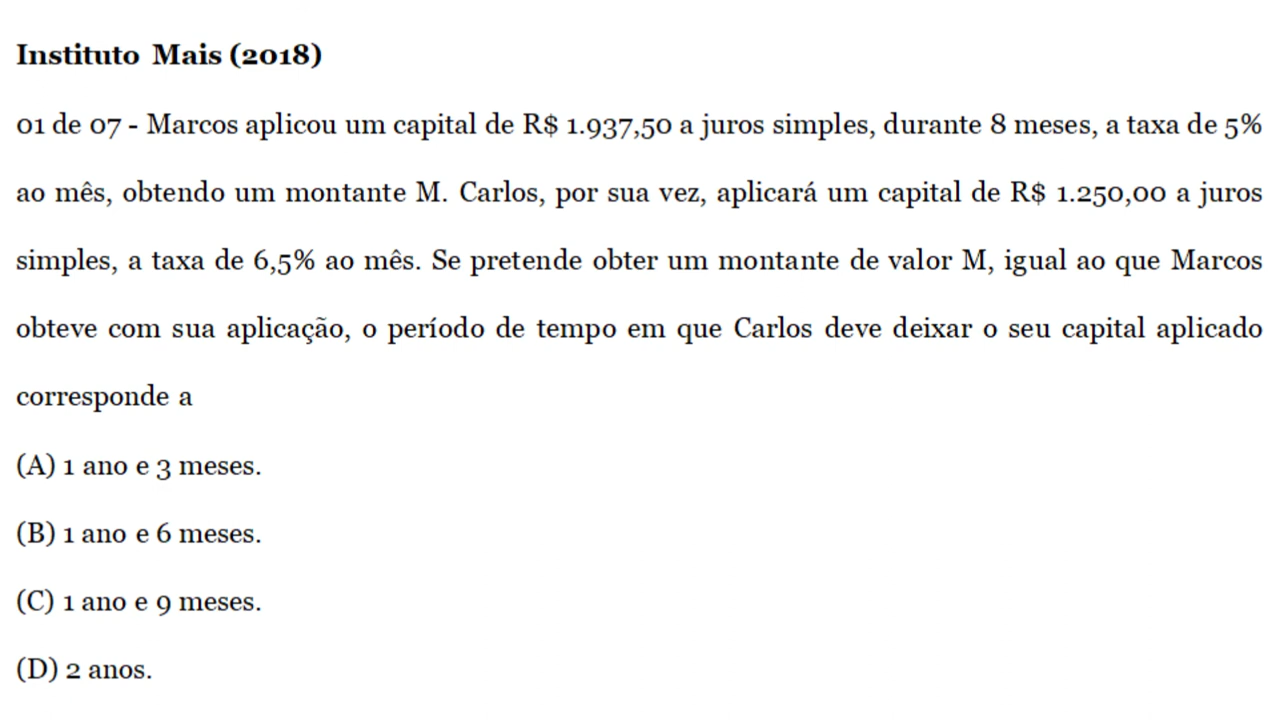 Instituto Mais (2018)
01 de 07 - Marcos aplicou um capital de R$ 1.937,50 a juros simples, durante 8 meses, a taxa de 5%
ao mês, obtendo um montante M. Carlos, por sua vez, aplicará um capital de R$ 1.250,00 a juros
simples, a taxa de 6,5% ao mês. Se pretende obter um montante de valor M, igual ao que Marcos
obteve com sua aplicação, o período de tempo em que Carlos deve deixar o seu capital aplicado
corresponde a
(A) 1 ano e 3 meses.
(B) 1 ano e 6 meses.
(C) 1 ano e 9 meses.
(D) 2 anos.